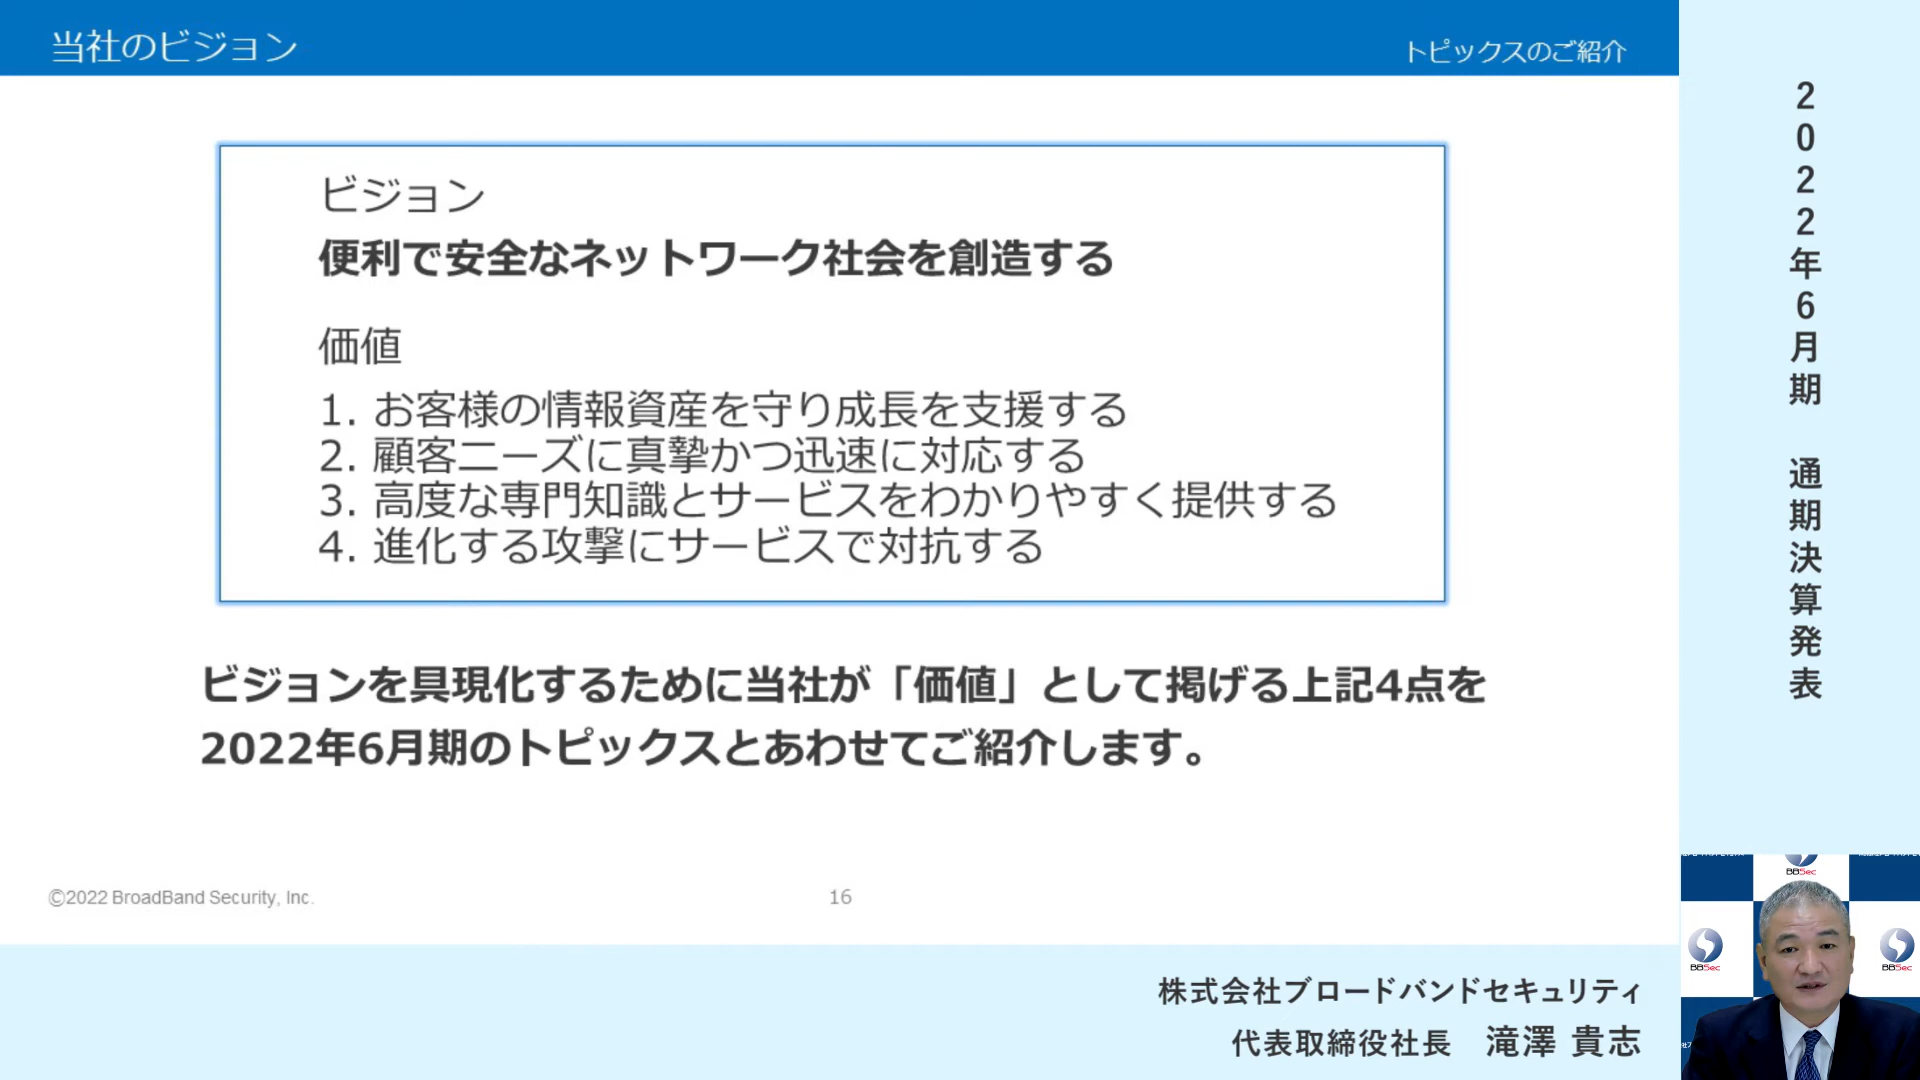 当社のビジョン
トピックスのご紹介
ビジョン
便利で安全なネットワーク社会を創造する
価値
1. お客様の情報資産を守り成長を支援する
2. 顧客ニーズに真摯かつ迅速に対応する
3. 高度な専門知識とサービスをわかりやすく提供する
4. 進化する攻撃にサービスで対抗する
ビジョンを具現化するために当社が「価値」として掲げる上記4点を
2022年6月期のトピックスとあわせてご紹介します。
©2022 BroadBand Security, Inc.
16
2022年6月期　通期決算発表
BBSec
BBSec
BBSec
株式会社ブロードバンドセキュリティ
代表取締役社長　滝澤 貴志